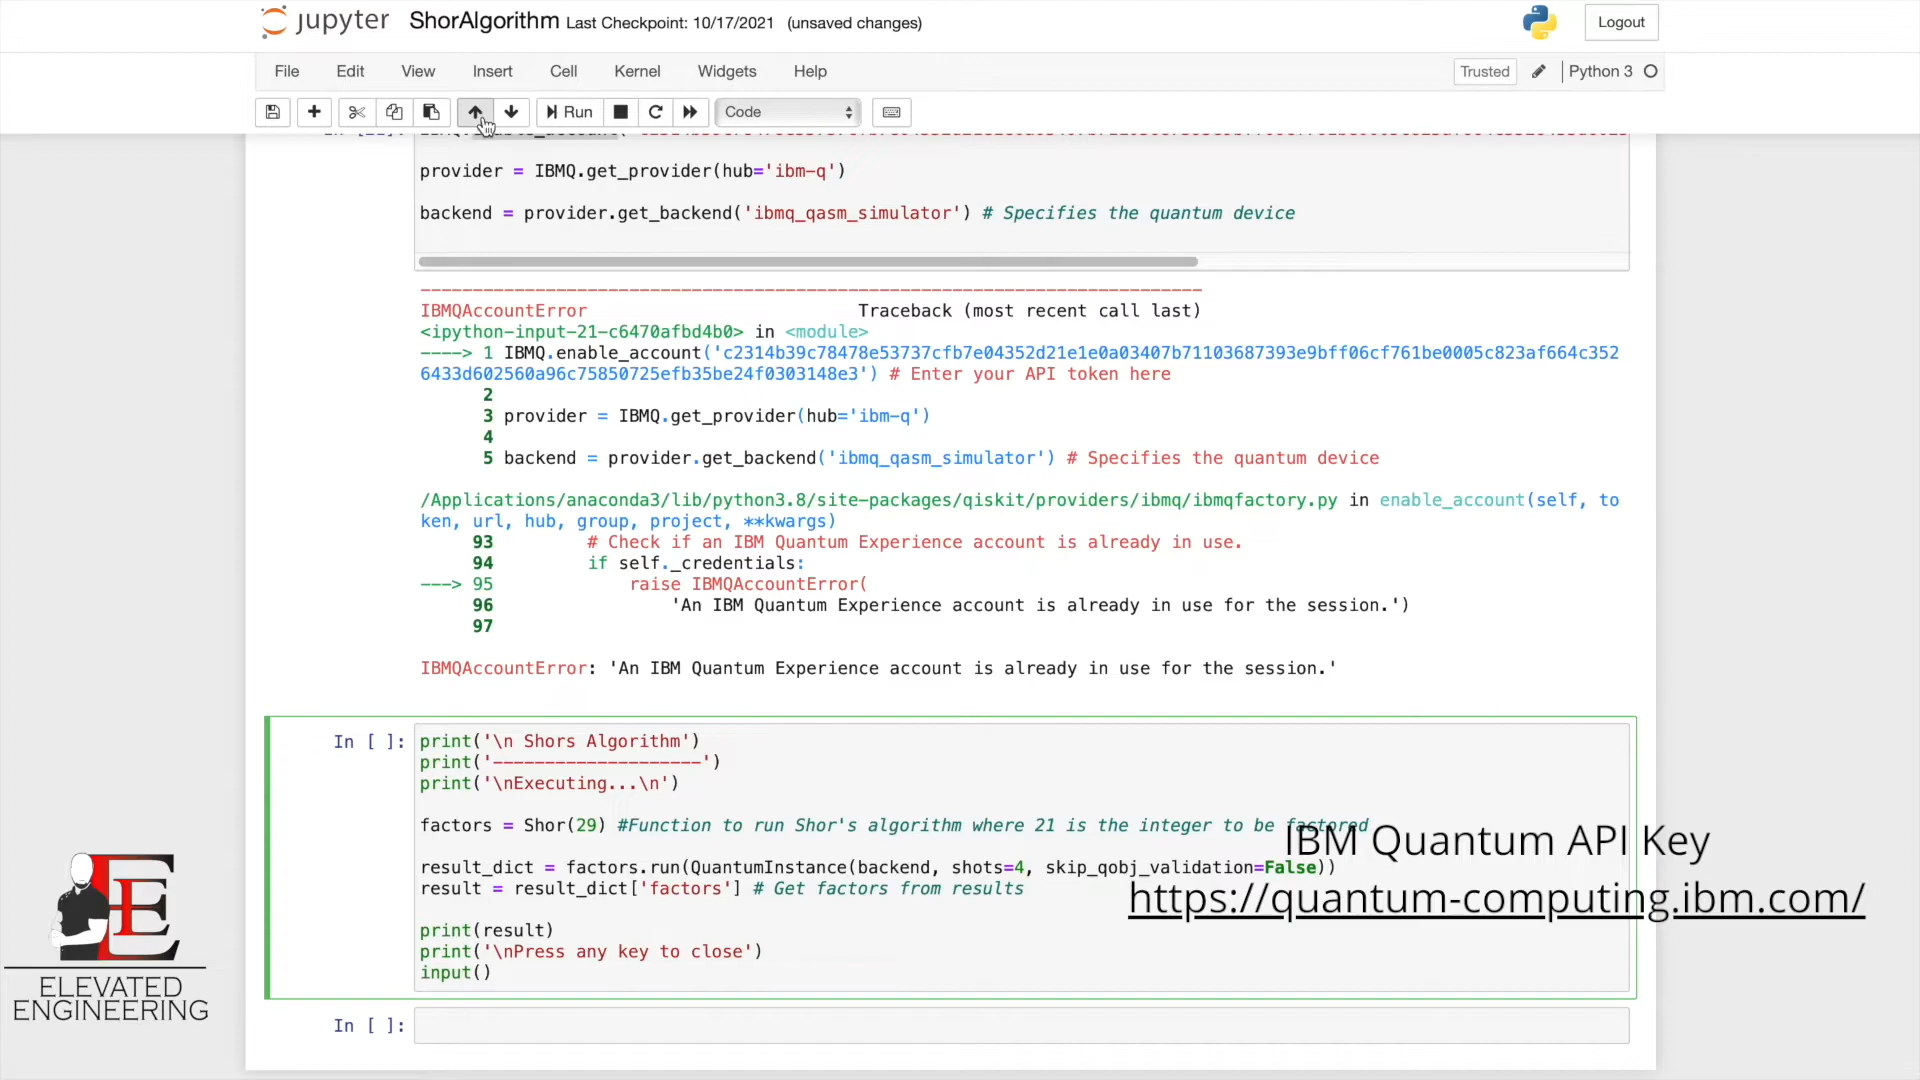 jupyter ShorAlgorithm Last Checkpoint: 10/17/2021 (unsaved changes) Logout
File Edit View Insert Cell Kernel Widgets Help Trusted Python 3
Run Code
provider = IBMQ.get_provider(hub='ibm-q')
backend = provider.get_backend('ibmq_qasm_simulator') # Specifies the quantum device
---------------------------------------------------------------------------
IBMQAccountError Traceback (most recent call last)
<ipython-input-21-c6470afbd4b0> in <module>
----> 1 IBMQ.enable_account('c2314b39c78478e53737cfb7e04352d21e1e0a03407b71103687393e9bff06cf761be0005c823af664c352
6433d602560a96c75850725efb35be24f0303148e3') # Enter your API token here
2
3 provider = IBMQ.get_provider(hub='ibm-q')
4
5 backend = provider.get_backend('ibmq_qasm_simulator') # Specifies the quantum device
/Applications/anaconda3/lib/python3.8/site-packages/qiskit/providers/ibmq/ibmqfactory.py in enable_account(self, to
ken, url, hub, group, project, **kwargs)
93 # Check if an IBM Quantum Experience account is already in use.
94 if self._credentials:
---> 95 raise IBMQAccountError(
96 'An IBM Quantum Experience account is already in use for the session.')
97
IBMQAccountError: 'An IBM Quantum Experience account is already in use for the session.'
In [ ]: print('\n Shors Algorithm')
print('--------------------')
print('\nExecuting...\n')
factors = Shor(29) #Function to run Shor's algorithm where 21 is the integer to be factored
result_dict = factors.run(QuantumInstance(backend, shots=4, skip_qobj_validation=False))
result = result_dict['factors'] # Get factors from results
print(result)
print('\nPress any key to close')
input()
In [ ]:
IBM Quantum API Key
https://quantum-computing.ibm.com/
E
ELEVATED
ENGINEERING